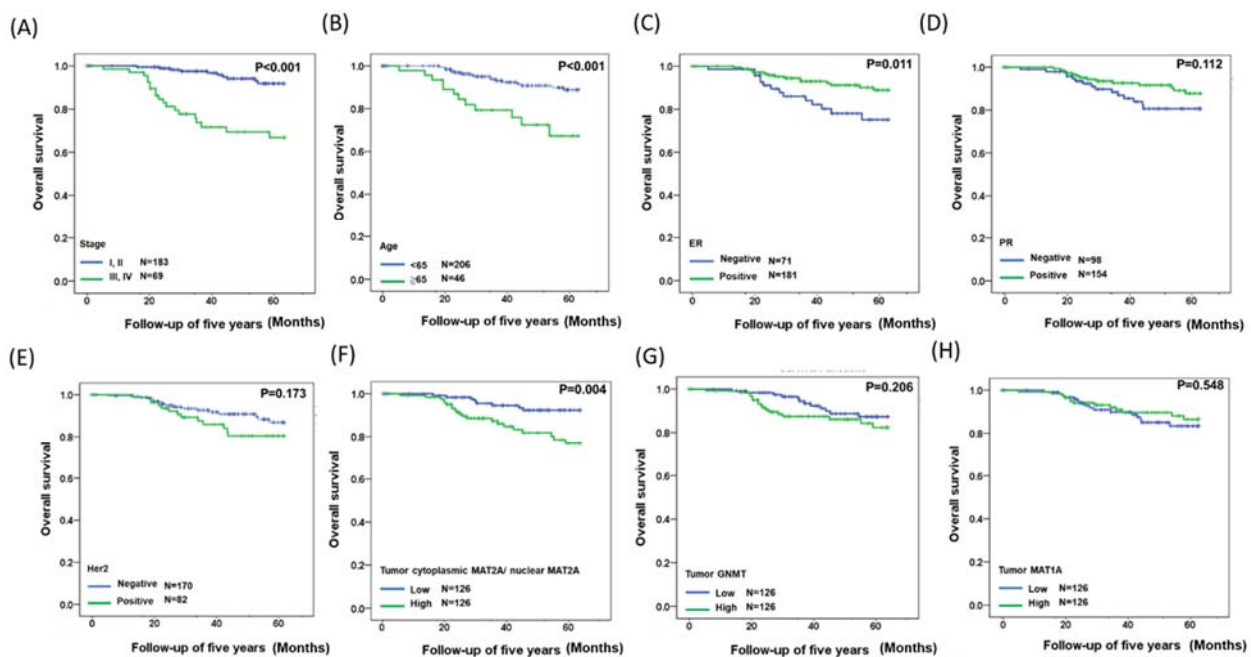 (A)
P<0.001
1.0
0.8
0.6
0.4
0.2
0.0
Overall survival
Stage
I, II N=183
III, IV N=69
0 20 40 60
Follow-up of five years (Months)
(B)
P<0.001
1.0
0.8
0.6
0.4
0.2
0.0
Overall survival
Age
<65 N=206
≧65 N=46
0 20 40 60
Follow-up of five years (Months)
(C)
P=0.011
1.0
0.8
0.6
0.4
0.2
0.0
Overall survival
ER
Negative N=71
Positive N=181
0 20 40 60
Follow-up of five years (Months)
(D)
P=0.112
1.0
0.8
0.6
0.4
0.2
0.0
Overall survival
PR
Negative N=98
Positive N=154
0 20 40 60
Follow-up of five years (Months)
(E)
P=0.173
1.0
0.8
0.6
0.4
0.2
0.0
Overall survival
Her2
Negative N=170
Positive N=82
0 20 40 60
Follow-up of five years (Months)
(F)
P=0.004
1.0
0.8
0.6
0.4
0.2
0.0
Overall survival
Tumor cytoplasmic MAT2A/ nuclear MAT2A
Low N=126
High N=126
0 20 40 60
Follow-up of five years (Months)
(G)
P=0.206
1.0
0.8
0.6
0.4
0.2
0.0
Overall survival
Tumor GNMT
Low N=126
High N=126
0 20 40 60
Follow-up of five years (Months)
(H)
P=0.548
1.0
0.8
0.6
0.4
0.2
0.0
Overall survival
Tumor MAT1A
Low N=126
High N=126
0 20 40 60
Follow-up of five years (Months)